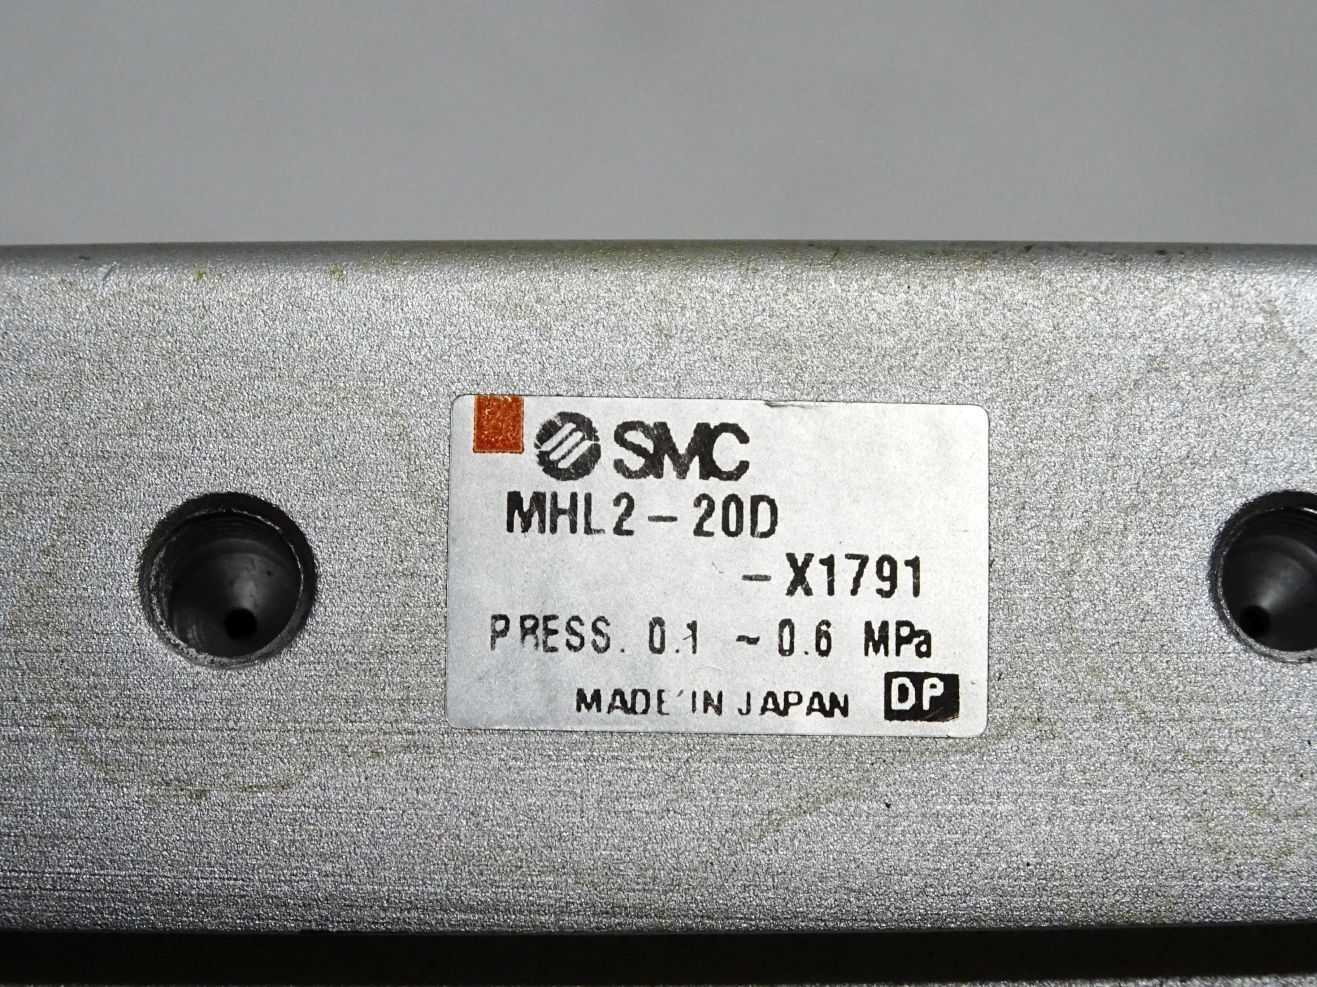 SMC
MHL2-20D
-X1791
PRESS. 0.1 ~0.6 MPa
MADE IN JAPAN DP